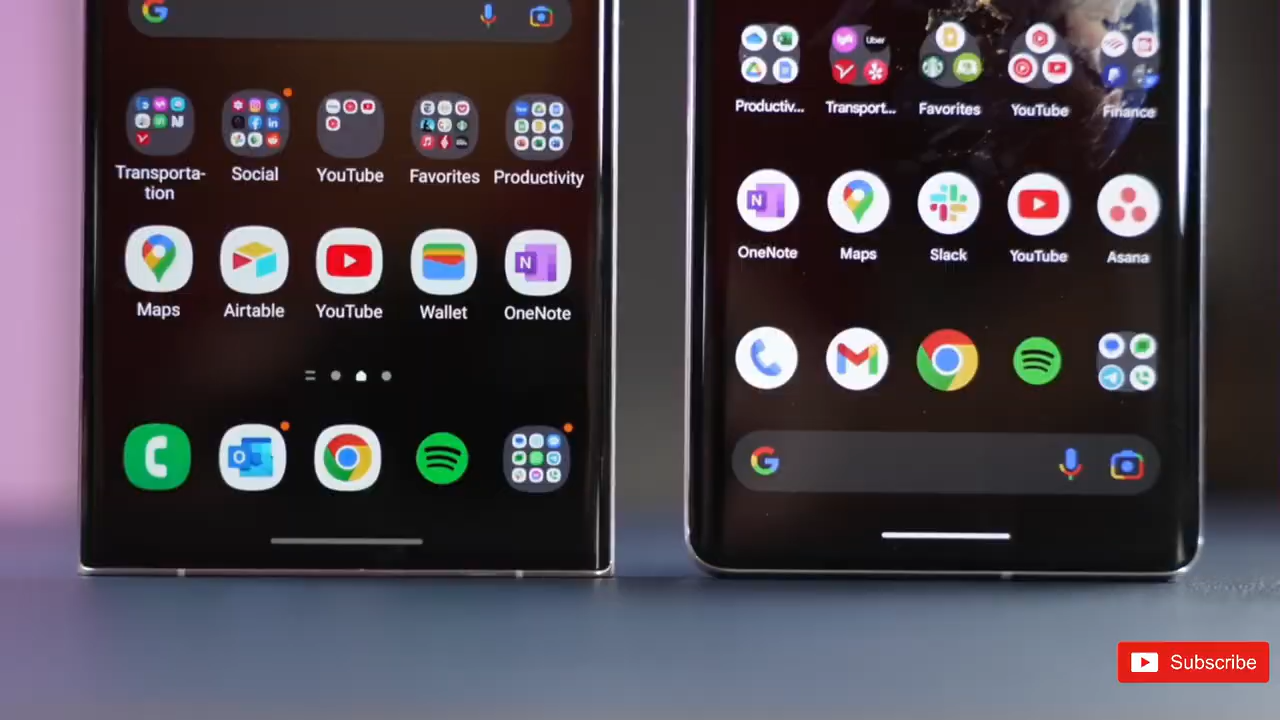 Transporta-
tion
Social
YouTube
Favorites
Productivity
Maps
Airtable
YouTube
Wallet
OneNote
Productiv...
Transport...
Favorites
YouTube
Finance
Uber
OneNote
Maps
Slack
YouTube
Asana
Subscribe